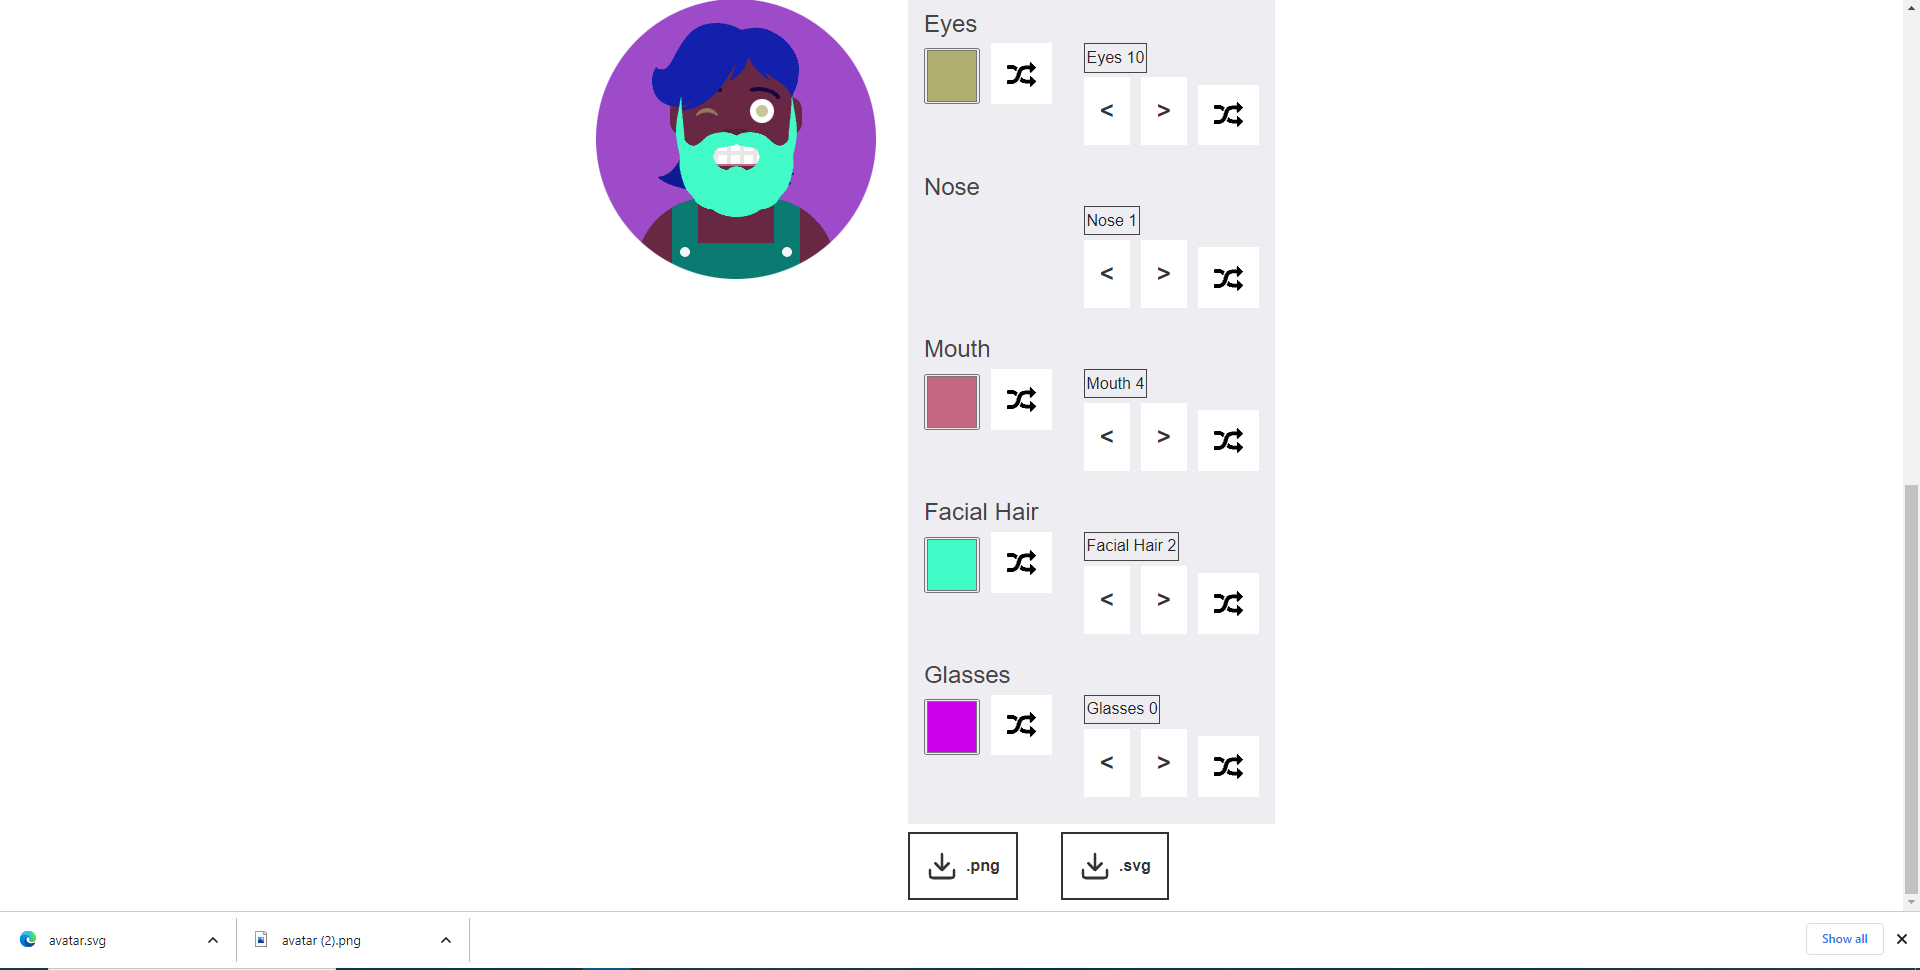 Eyes
Eyes 10
<
>
Nose
Nose 1
<
>
Mouth
Mouth 4
<
>
Facial Hair
Facial Hair 2
<
>
Glasses
Glasses 0
<
>
.png
.svg
avatar.svg
avatar (2).png
Show all